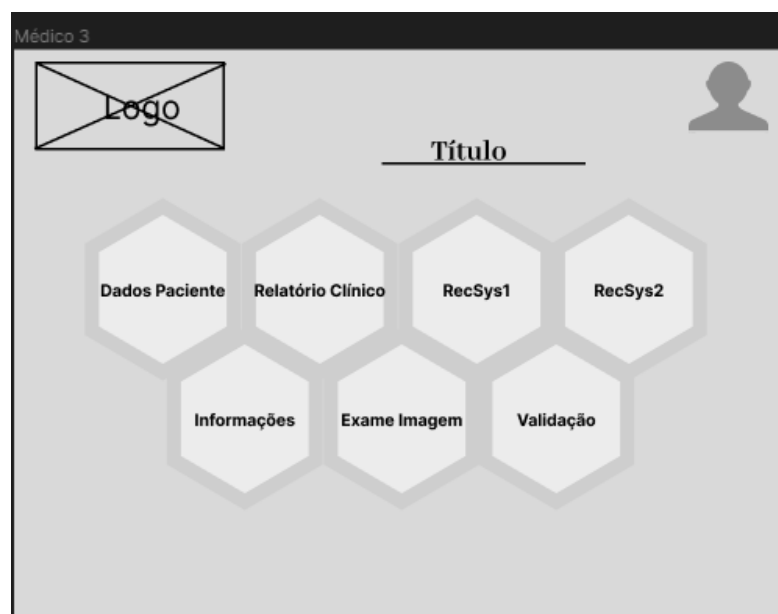 Médico 3
Logo
Título
Dados Paciente
Relatório Clínico
RecSys1
RecSys2
Informações
Exame Imagem
Validação